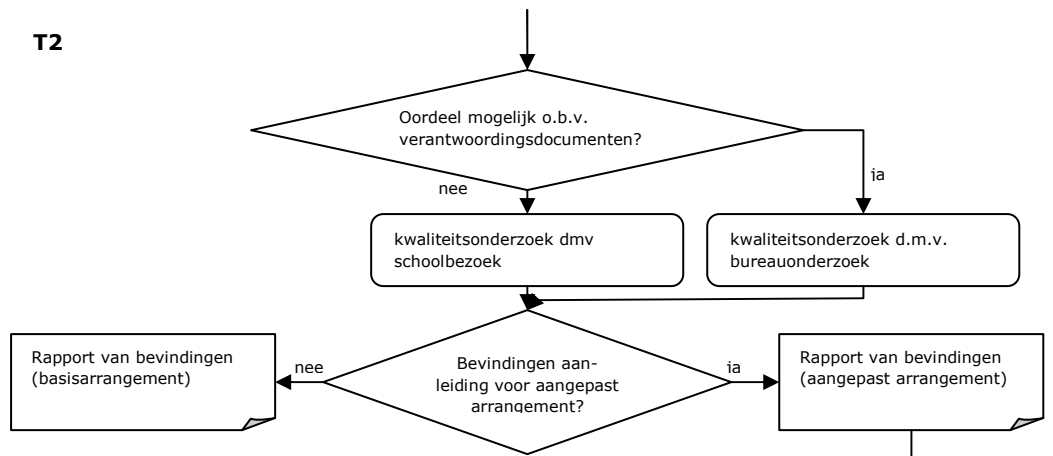 T2
Oordeel mogelijk o.b.v.
verantwoordingsdocumenten?
nee
ja
kwaliteitsonderzoek dmv
schoolbezoek
kwaliteitsonderzoek d.m.v.
bureauonderzoek
Rapport van bevindingen
(basisarrangement)
nee
Bevindingen aan-
leiding voor aangepast
arrangement?
ja
Rapport van bevindingen
(aangepast arrangement)